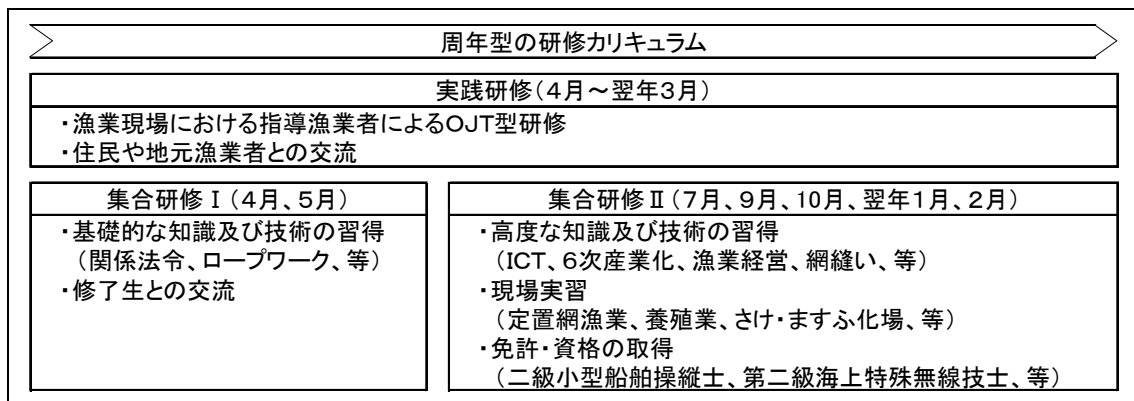 周年型の研修カリキュラム
実践研修(４月～翌年３月)
・漁業現場における指導漁業者によるＯＪＴ型研修
・住民や地元漁業者との交流
集合研修Ⅰ(４月、５月)
・基礎的な知識及び技術の習得
(関係法令、ロープワーク、等)
・修了生との交流
集合研修Ⅱ(７月、９月、10月、翌年１月、２月)
・高度な知識及び技術の習得
(ICT、６次産業化、漁業経営、網縫い、等)
・現場実習
(定置網漁業、養殖業、さけ・ますふ化場、等)
・免許・資格の取得
(二級小型船舶操縦士、第二級海上特殊無線技士、等)